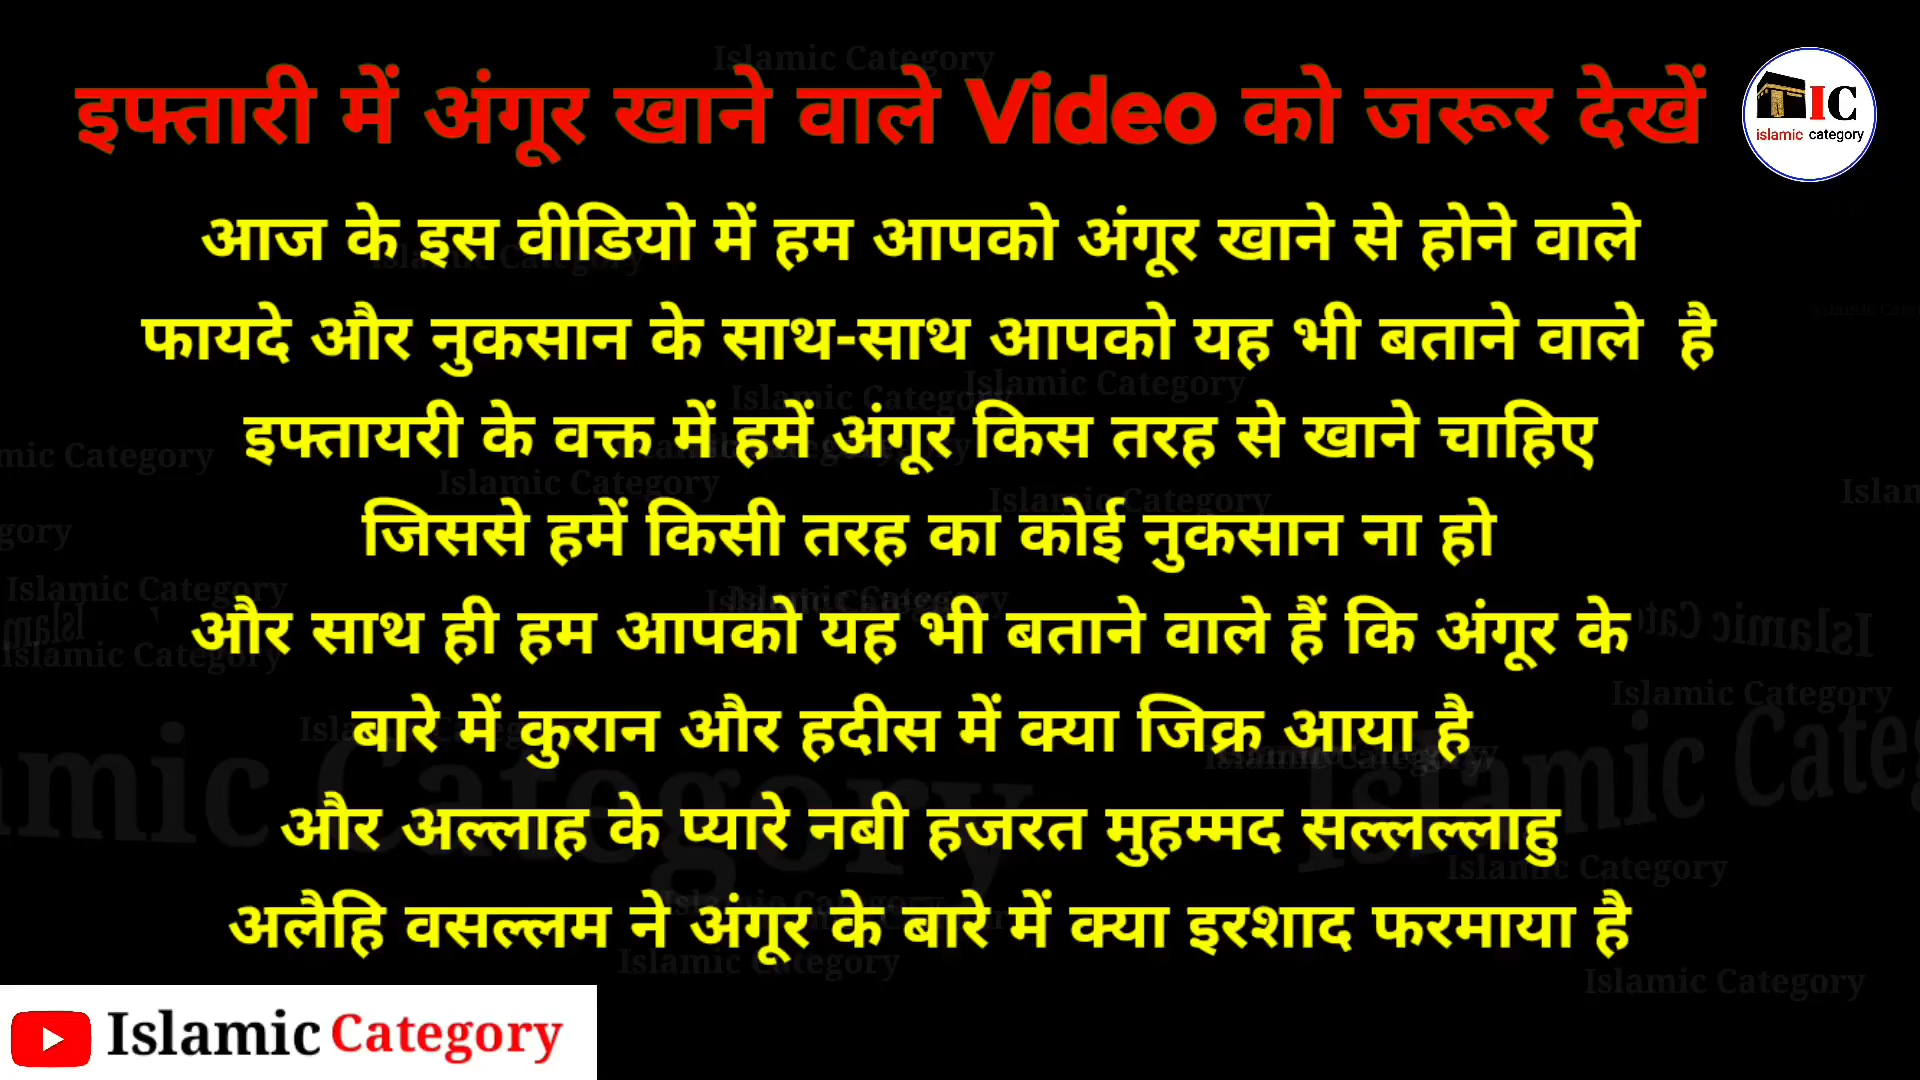 इफ्तारी में अंगूर खाने वाले Video को जरूर देखें
IC
islamic category
आज के इस वीडियो में हम आपको अंगूर खाने से होने वाले
फायदे और नुकसान के साथ-साथ आपको यह भी बताने वाले है
इफ्तायरी के वक्त में हमें अंगूर किस तरह से खाने चाहिए
जिससे हमें किसी तरह का कोई नुकसान ना हो
और साथ ही हम आपको यह भी बताने वाले हैं कि अंगूर के
बारे में कुरान और हदीस में क्या जिक्र आया है
और अल्लाह के प्यारे नबी हजरत मुहम्मद सल्लल्लाहु
अलैहि वसल्लम ने अंगूर के बारे में क्या इरशाद फरमाया है
Islamic Category